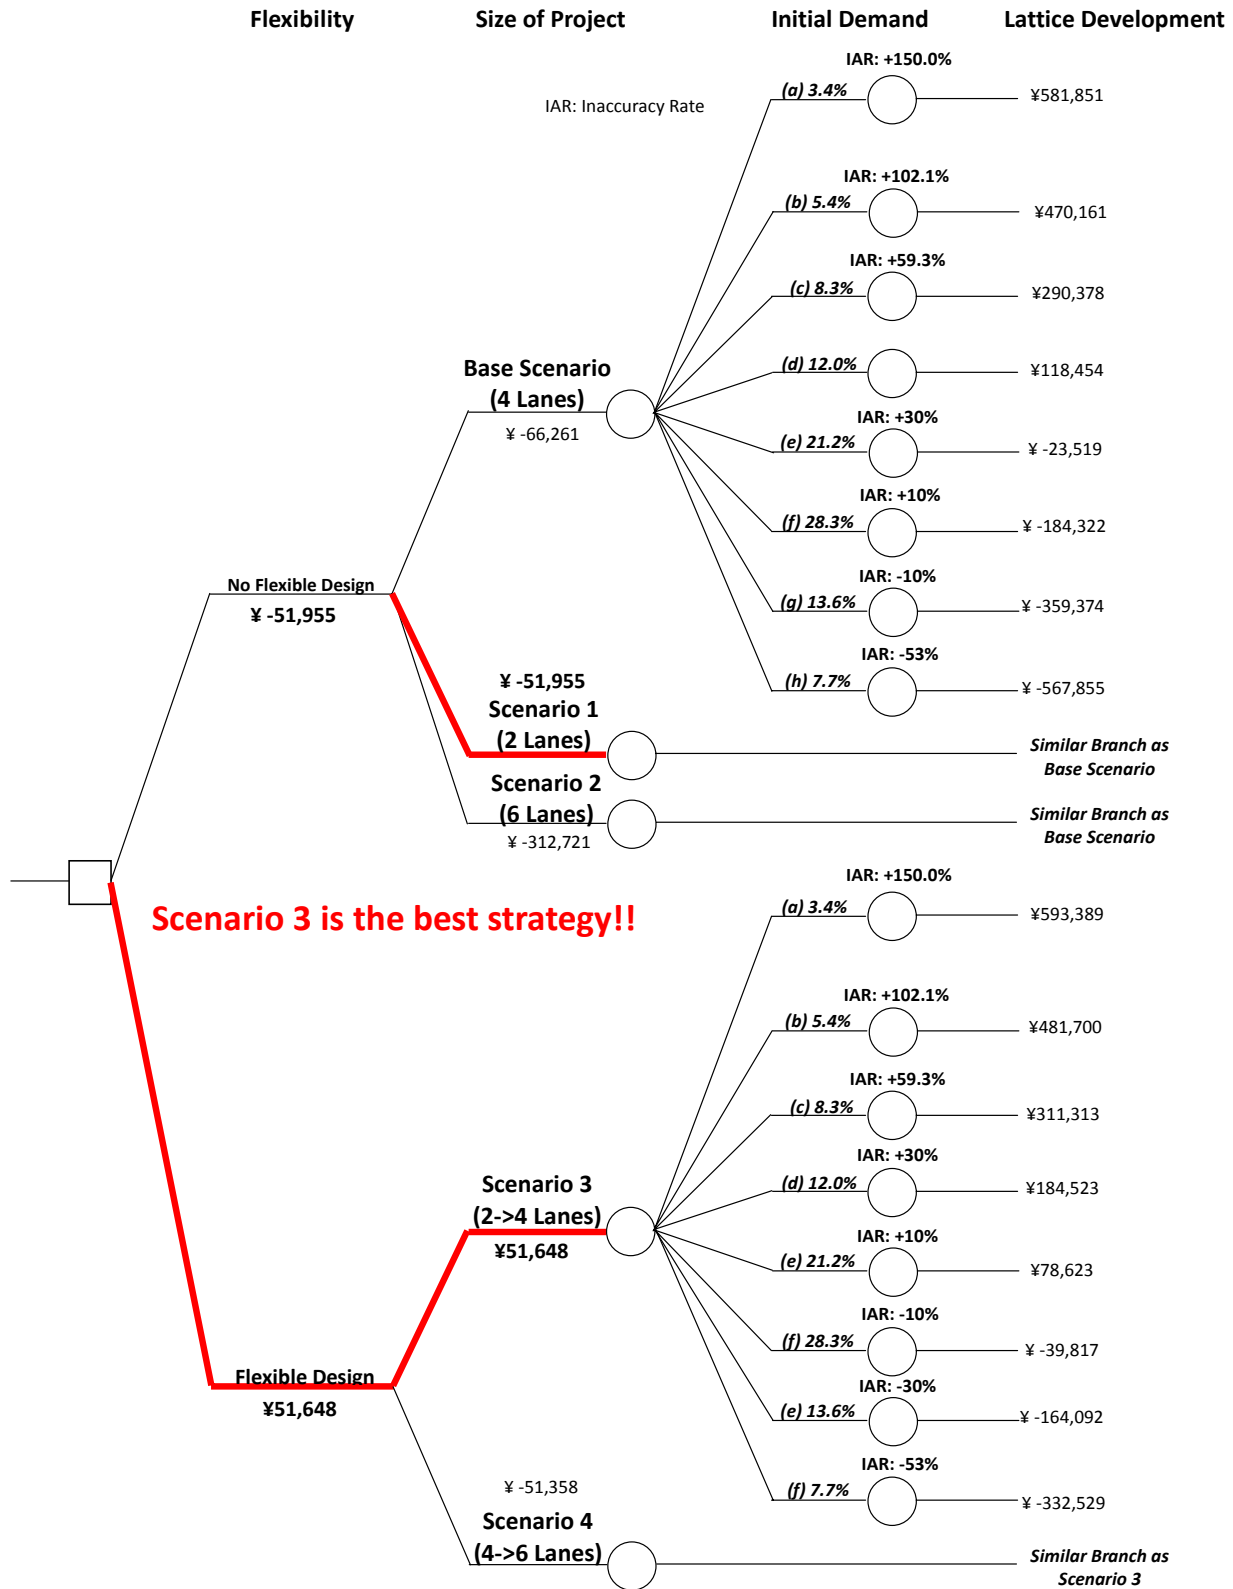 Flexibility
Size of Project
Initial Demand
Lattice Development
IAR: Inaccuracy Rate
IAR: +150.0%
(a) 3.4%
¥581,851
IAR: +102.1%
(b) 5.4%
¥470,161
IAR: +59.3%
(c) 8.3%
¥290,378
(d) 12.0%
¥118,454
IAR: +30%
(e) 21.2%
¥ -23,519
IAR: +10%
(f) 28.3%
¥ -184,322
IAR: -10%
(g) 13.6%
¥ -359,374
IAR: -53%
(h) 7.7%
¥ -567,855
Base Scenario
(4 Lanes)
¥ -66,261
No Flexible Design
¥ -51,955
¥ -51,955
Scenario 1
(2 Lanes)
Similar Branch as
Base Scenario
Scenario 2
(6 Lanes)
¥ -312,721
Similar Branch as
Base Scenario
Scenario 3 is the best strategy!!
IAR: +150.0%
(a) 3.4%
¥593,389
IAR: +102.1%
(b) 5.4%
¥481,700
IAR: +59.3%
(c) 8.3%
¥311,313
IAR: +30%
(d) 12.0%
¥184,523
IAR: +10%
(e) 21.2%
¥78,623
IAR: -10%
(f) 28.3%
¥ -39,817
IAR: -30%
(e) 13.6%
¥ -164,092
IAR: -53%
(f) 7.7%
¥ -332,529
Scenario 3
(2->4 Lanes)
¥51,648
Flexible Design
¥51,648
¥ -51,358
Scenario 4
(4->6 Lanes)
Similar Branch as
Scenario 3